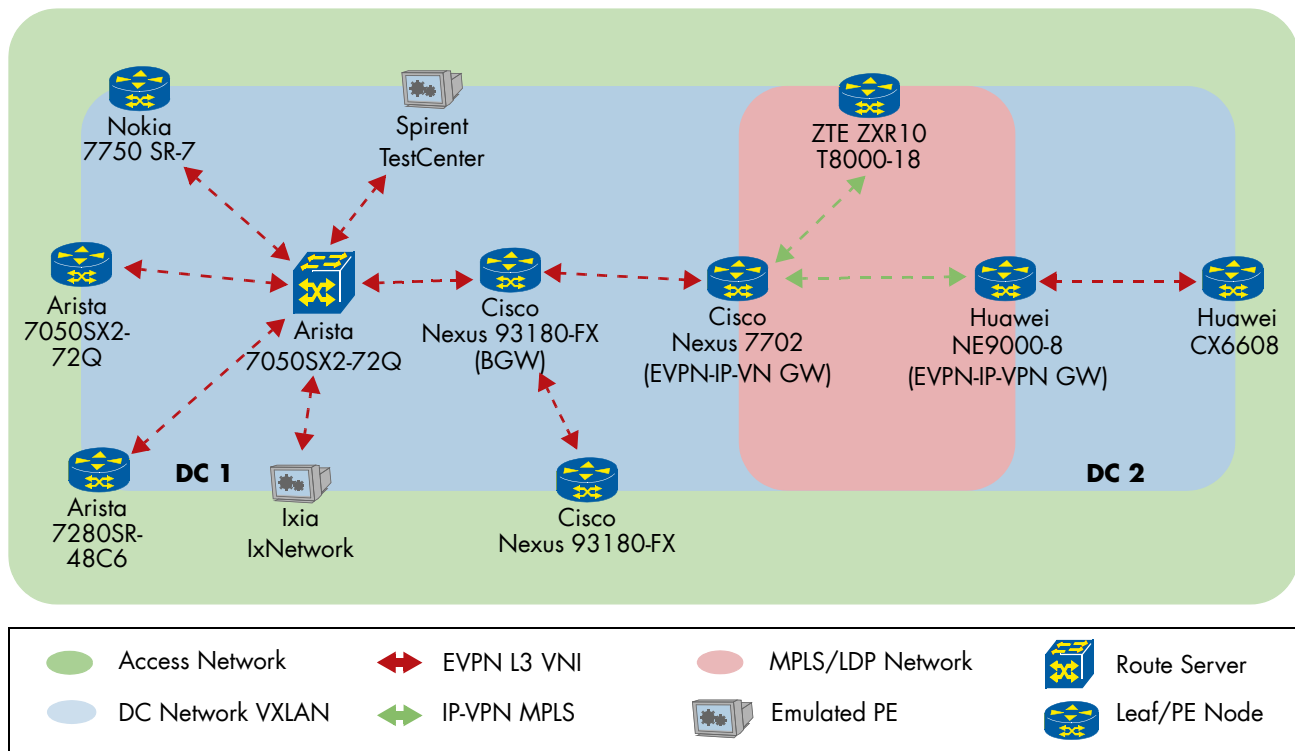 Nokia
7750 SR-7
Spirent
TestCenter
ZTE ZXR10
T8000-18
Arista
7050SX2-
72Q
Arista
7050SX2-72Q
Cisco
Nexus 93180-FX
(BGW)
Cisco
Nexus 7702
(EVPN-IP-VN GW)
Huawei
NE9000-8
(EVPN-IP-VPN GW)
Huawei
CX6608
Arista
7280SR-
48C6
DC 1
Ixia
IxNetwork
Cisco
Nexus 93180-FX
DC 2
Access Network
EVPN L3 VNI
MPLS/LDP Network
Route Server
DC Network VXLAN
IP-VPN MPLS
Emulated PE
Leaf/PE Node